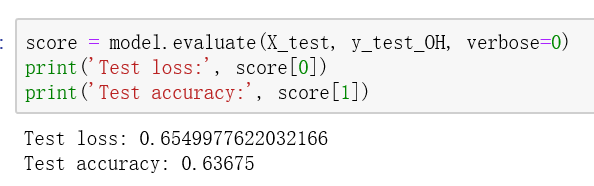 score = model.evaluate(X_test, y_test_OH, verbose=0)
print('Test loss:', score[0])
print('Test accuracy:', score[1])
Test loss: 0.6549977622032166
Test accuracy: 0.63675